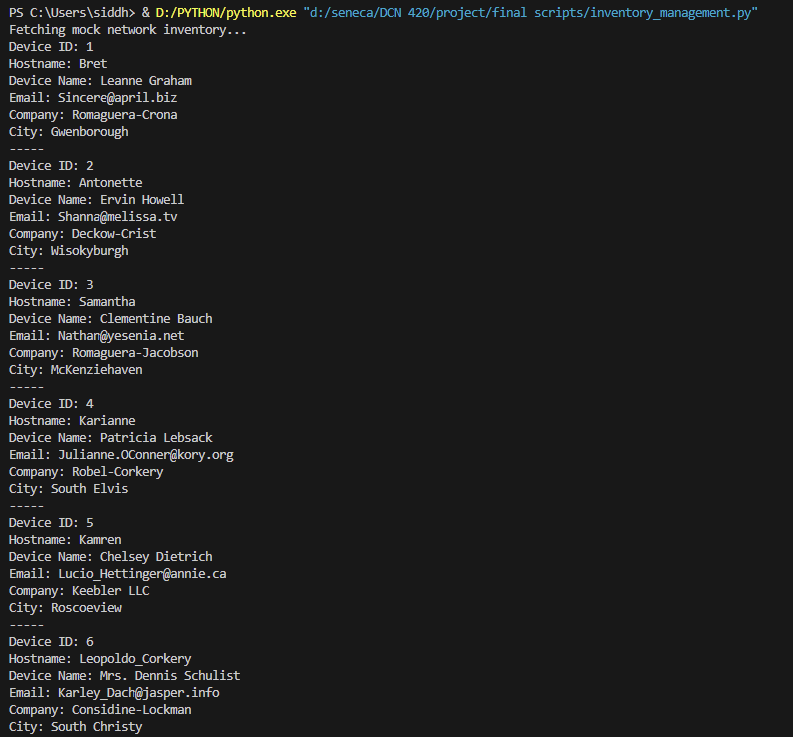 PS C:\Users\siddh> & D:/PYTHON/python.exe "d:/seneca/DCN 420/project/final scripts/inventory_management.py"
Fetching mock network inventory...
Device ID: 1
Hostname: Bret
Device Name: Leanne Graham
Email: Sincere@april.biz
Company: Romaguera-Crona
City: Gwenborough
-----
Device ID: 2
Hostname: Antonette
Device Name: Ervin Howell
Email: Shanna@melissa.tv
Company: Deckow-Crist
City: Wisokyburgh
-----
Device ID: 3
Hostname: Samantha
Device Name: Clementine Bauch
Email: Nathan@yesenia.net
Company: Romaguera-Jacobson
City: McKenziehaven
-----
Device ID: 4
Hostname: Karianne
Device Name: Patricia Lebsack
Email: Julianne.OConner@kory.org
Company: Robel-Corkery
City: South Elvis
-----
Device ID: 5
Hostname: Kamren
Device Name: Chelsey Dietrich
Email: Lucio_Hettinger@annie.ca
Company: Keebler LLC
City: Roscoeview
-----
Device ID: 6
Hostname: Leopoldo_Corkery
Device Name: Mrs. Dennis Schulist
Email: Karley_Dach@jasper.info
Company: Considine-Lockman
City: South Christy